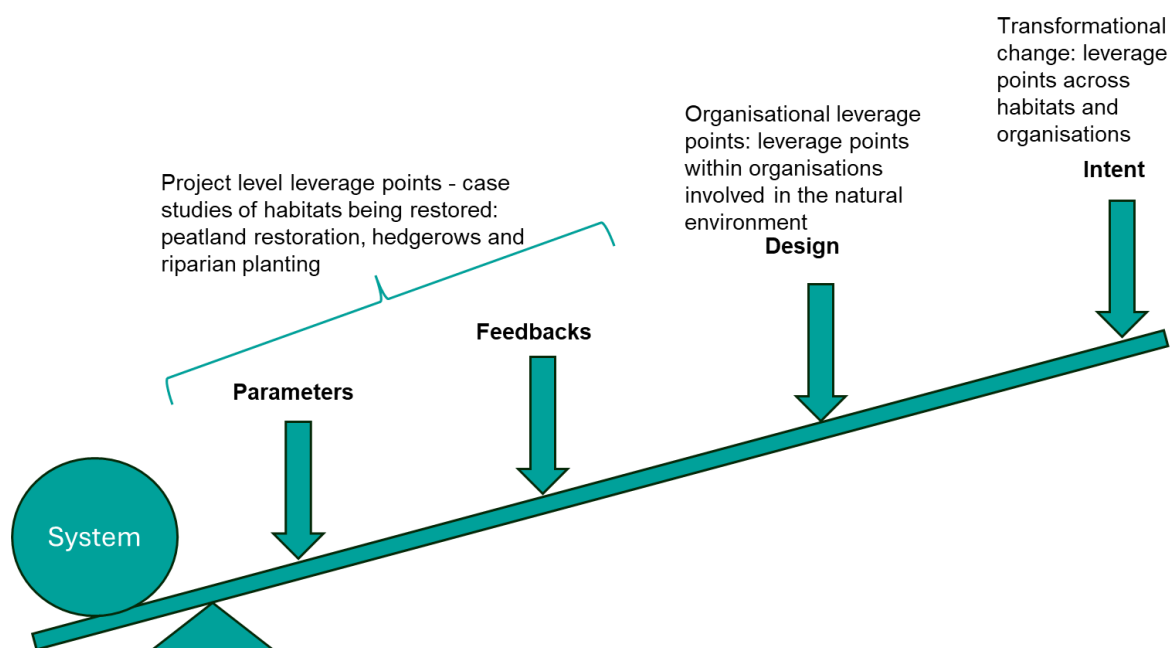 Transformational
change: leverage
points across
habitats and
organisations
Intent
Organisational leverage
points: leverage points
within organisations
involved in the natural
environment
Design
Project level leverage points - case
studies of habitats being restored:
peatland restoration, hedgerows and
riparian planting
Feedbacks
Parameters
System